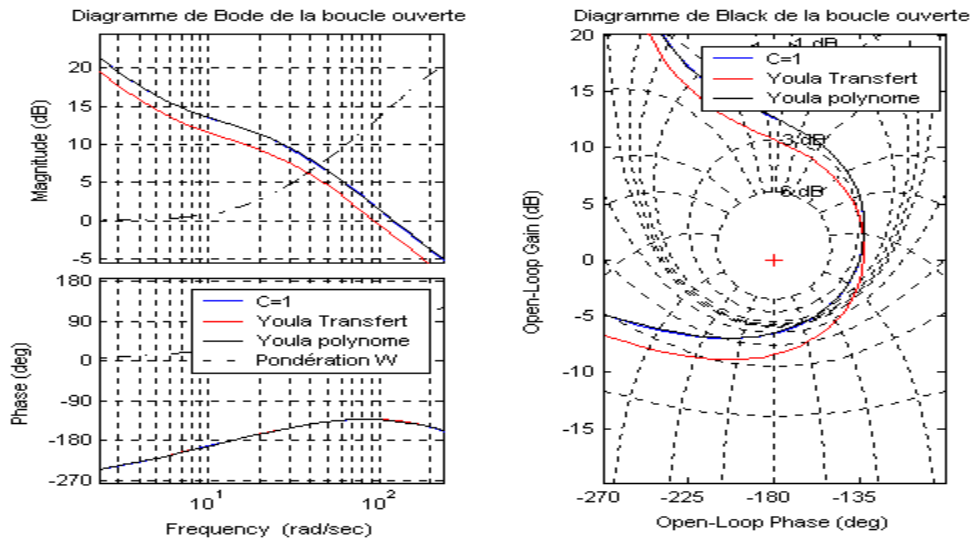 Diagramme de Bode de la boucle ouverte
20
15
10
5
0
-5
Magnitude (dB)
180
90
0
-90
-180
-270
Phase (deg)
C=1
Youla Transfert
Youla polynome
Pondération W
10^1
10^2
Frequency (rad/sec)
Diagramme de Black de la boucle ouverte
20
15
10
5
0
-5
-10
-15
Open-Loop Gain (dB)
C=1
Youla Transfert
Youla polynome
1 dB
3 dB
6 dB
-270
-225
-180
-135
Open-Loop Phase (deg)